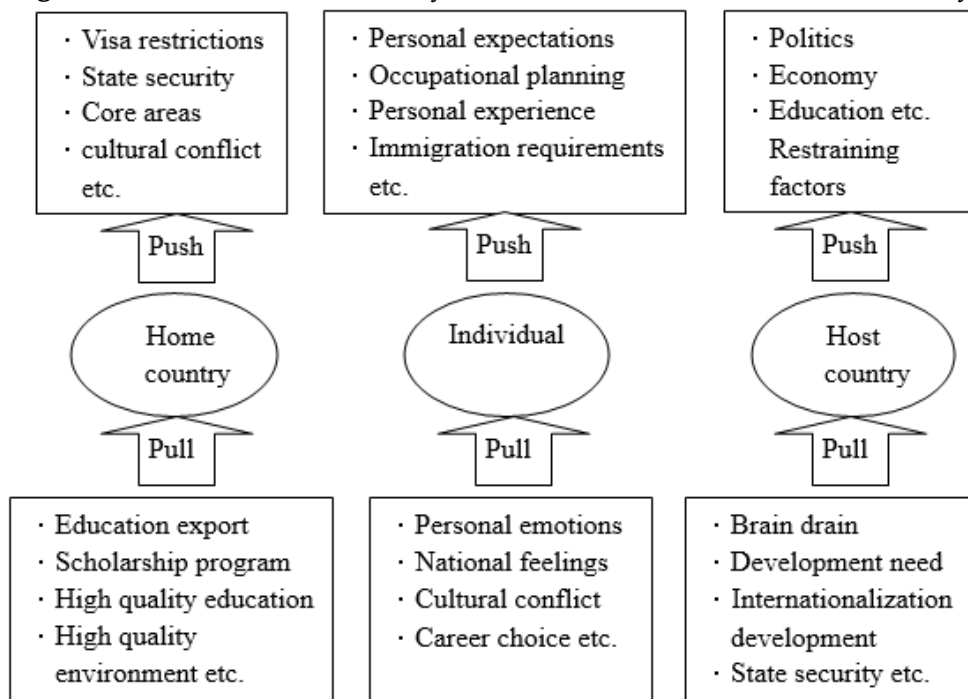 · Visa restrictions
· State security
· Core areas
· cultural conflict
etc.
· Personal expectations
· Occupational planning
· Personal experience
· Immigration requirements
etc.
· Politics
· Economy
· Education etc.
Restraining
factors
Push
Push
Push
Home
country
Individual
Host
country
Pull
Pull
Pull
· Education export
· Scholarship program
· High quality education
· High quality
environment etc.
· Personal emotions
· National feelings
· Cultural conflict
· Career choice etc.
· Brain drain
· Development need
· Internationalization
development
· State security etc.